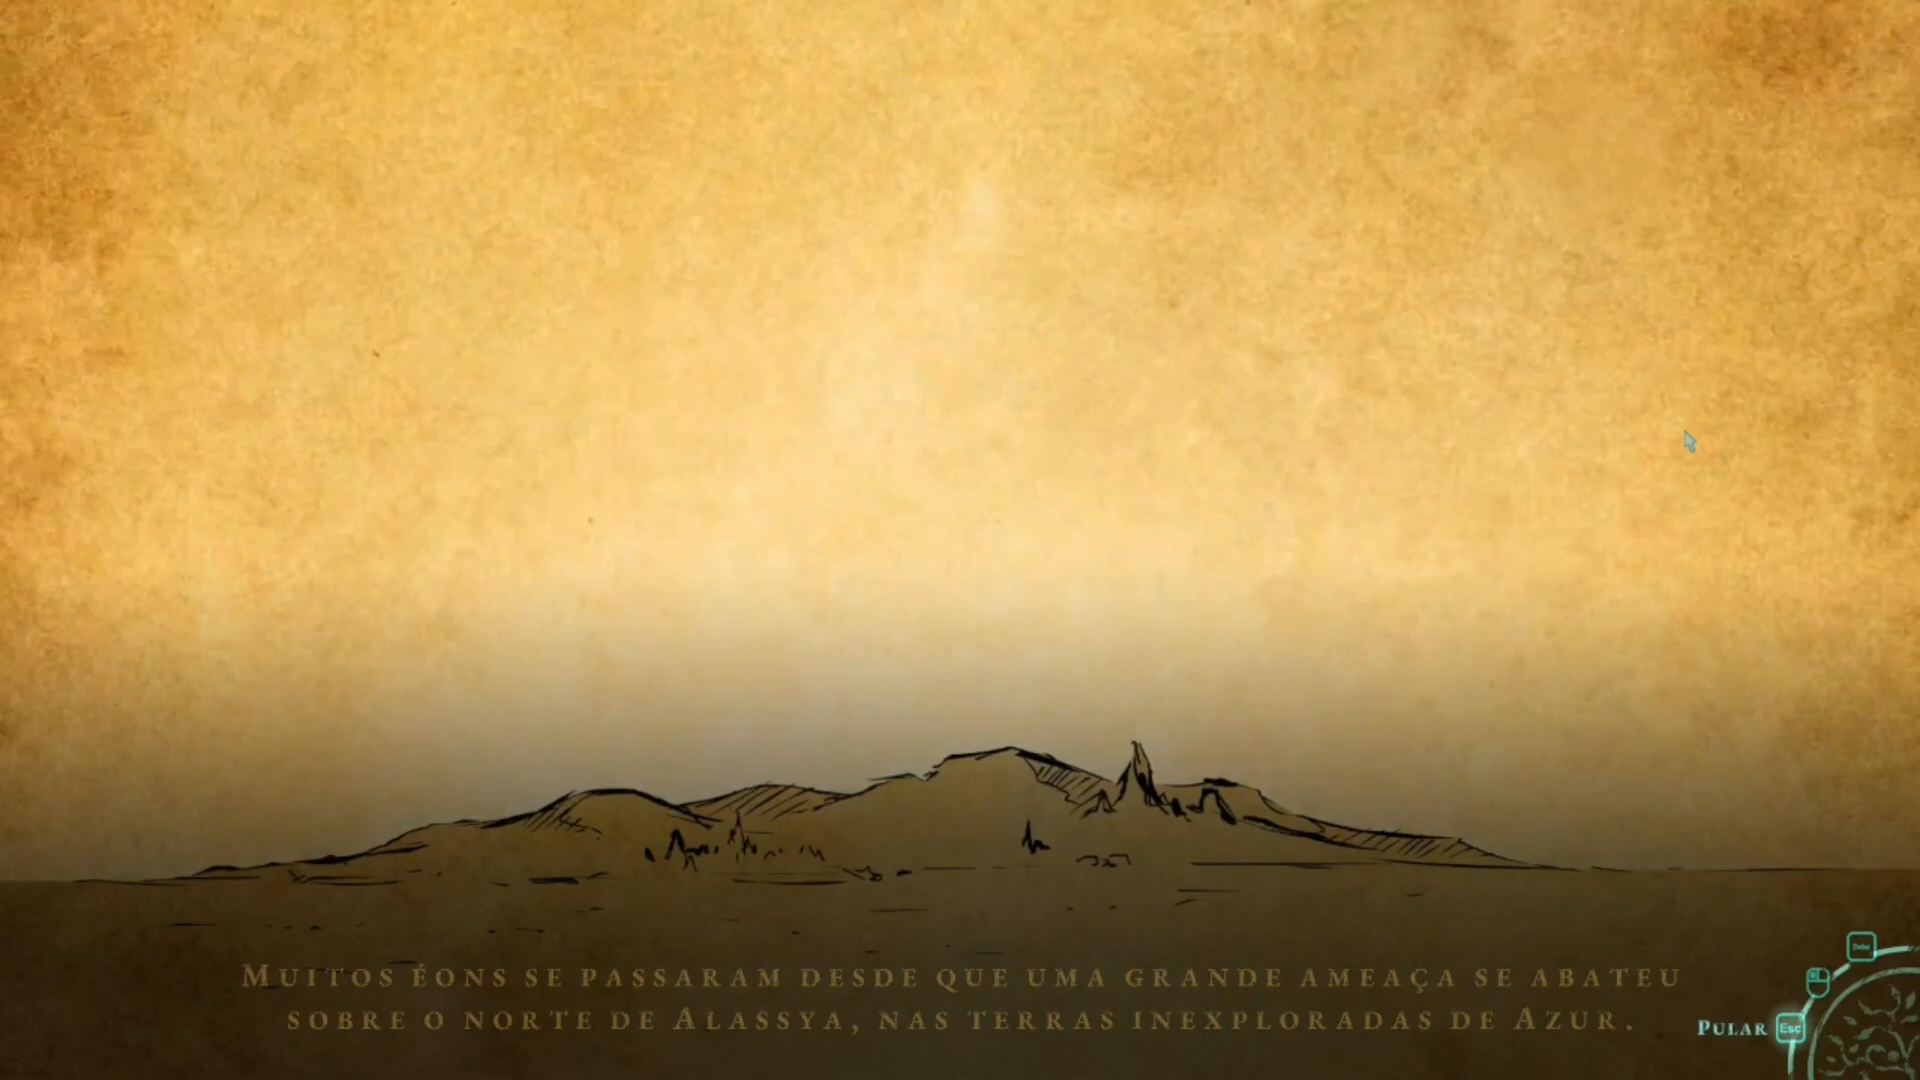 Muitos éons se passaram desde que uma grande ameaça se abateu
sobre o norte de Alassya, nas terras inexploradas de Azur.
Pular Esc